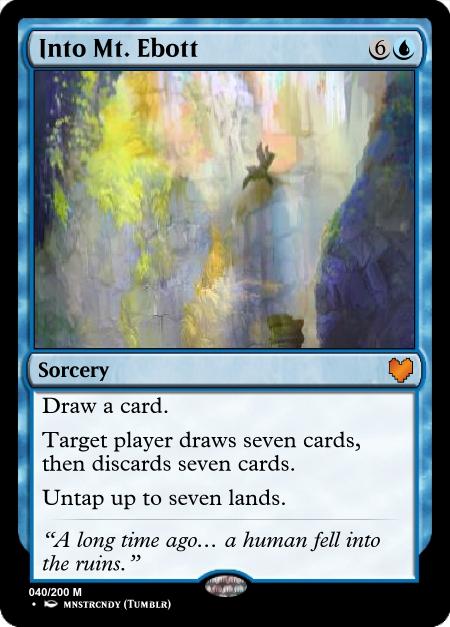 Into Mt. Ebott
6
Sorcery
Draw a card.
Target player draws seven cards,
then discards seven cards.
Untap up to seven lands.
“A long time ago… a human fell into
the ruins.”
040/200 M
• MNSTRCNDY (TUMBLR)